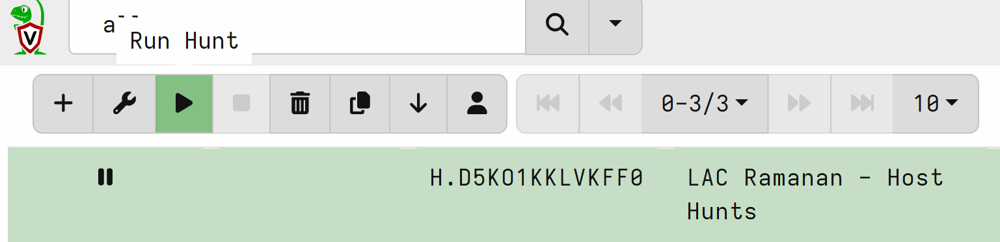 Run Hunt
0-3/3
10
H.D5KO1KKLVKFF0
LAC Ramanan - Host
Hunts